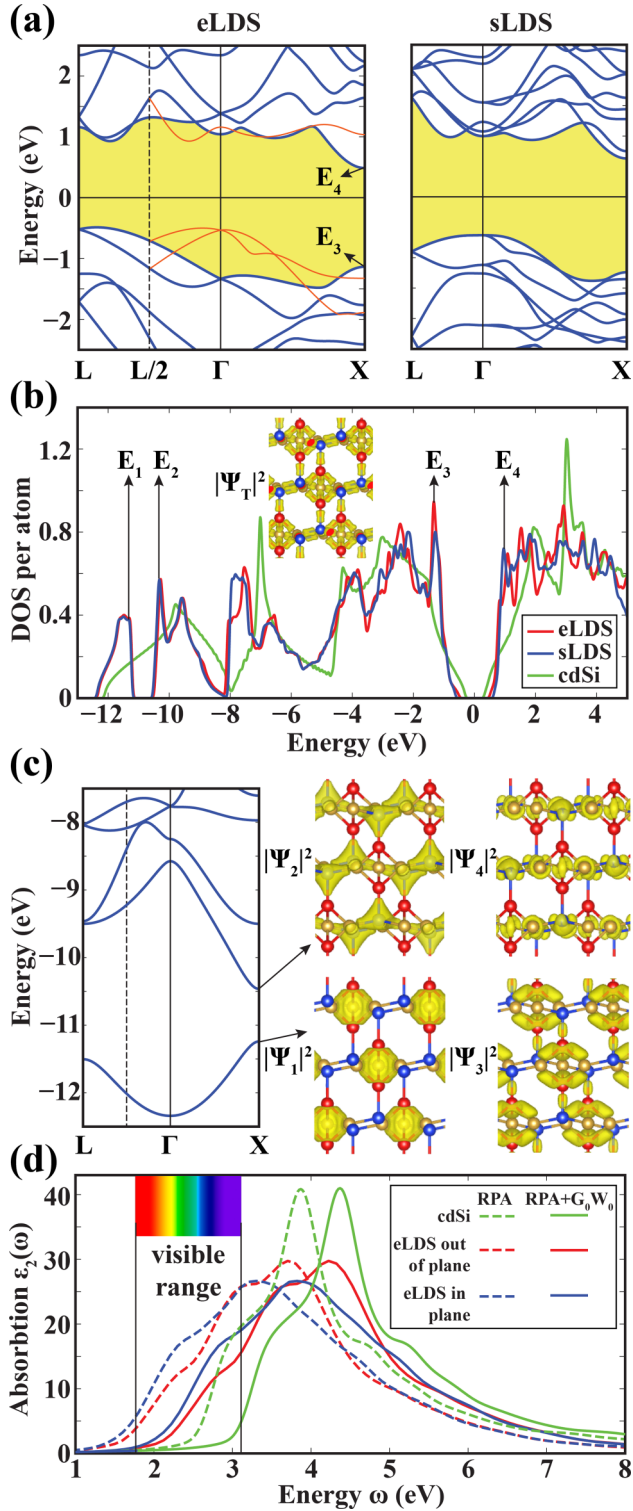 (a)
eLDS
sLDS
Energy (eV)
2
1
0
−1
−2
E4
E3
L
L/2
Γ
X
L
Γ
X
(b)
DOS per atom
1.2
0.8
0.4
0
E1
E2
|ΨT|²
E3
E4
eLDS
sLDS
cdSi
−12
−10
−8
−6
−4
−2
0
2
4
Energy (eV)
(c)
Energy (eV)
−8
−9
−10
−11
−12
L
Γ
X
|Ψ2|²
|Ψ4|²
|Ψ1|²
|Ψ3|²
(d)
Absorbtion ε2(ω)
40
30
20
10
0
visible
range
RPA
RPA+G0W0
cdSi
eLDS out
of plane
eLDS in
plane
1
2
3
4
5
6
7
8
Energy ω (eV)